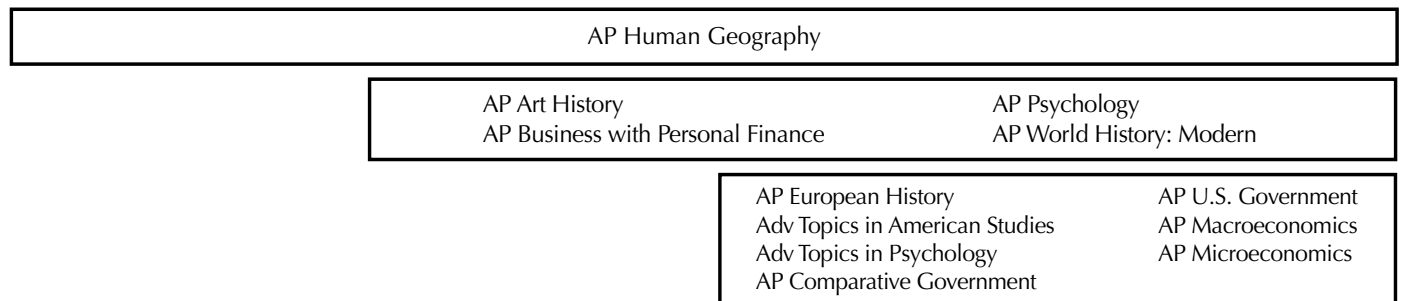 AP Human Geography
AP Art History
AP Business with Personal Finance
AP Psychology
AP World History: Modern
AP European History
Adv Topics in American Studies
Adv Topics in Psychology
AP Comparative Government
AP U.S. Government
AP Macroeconomics
AP Microeconomics